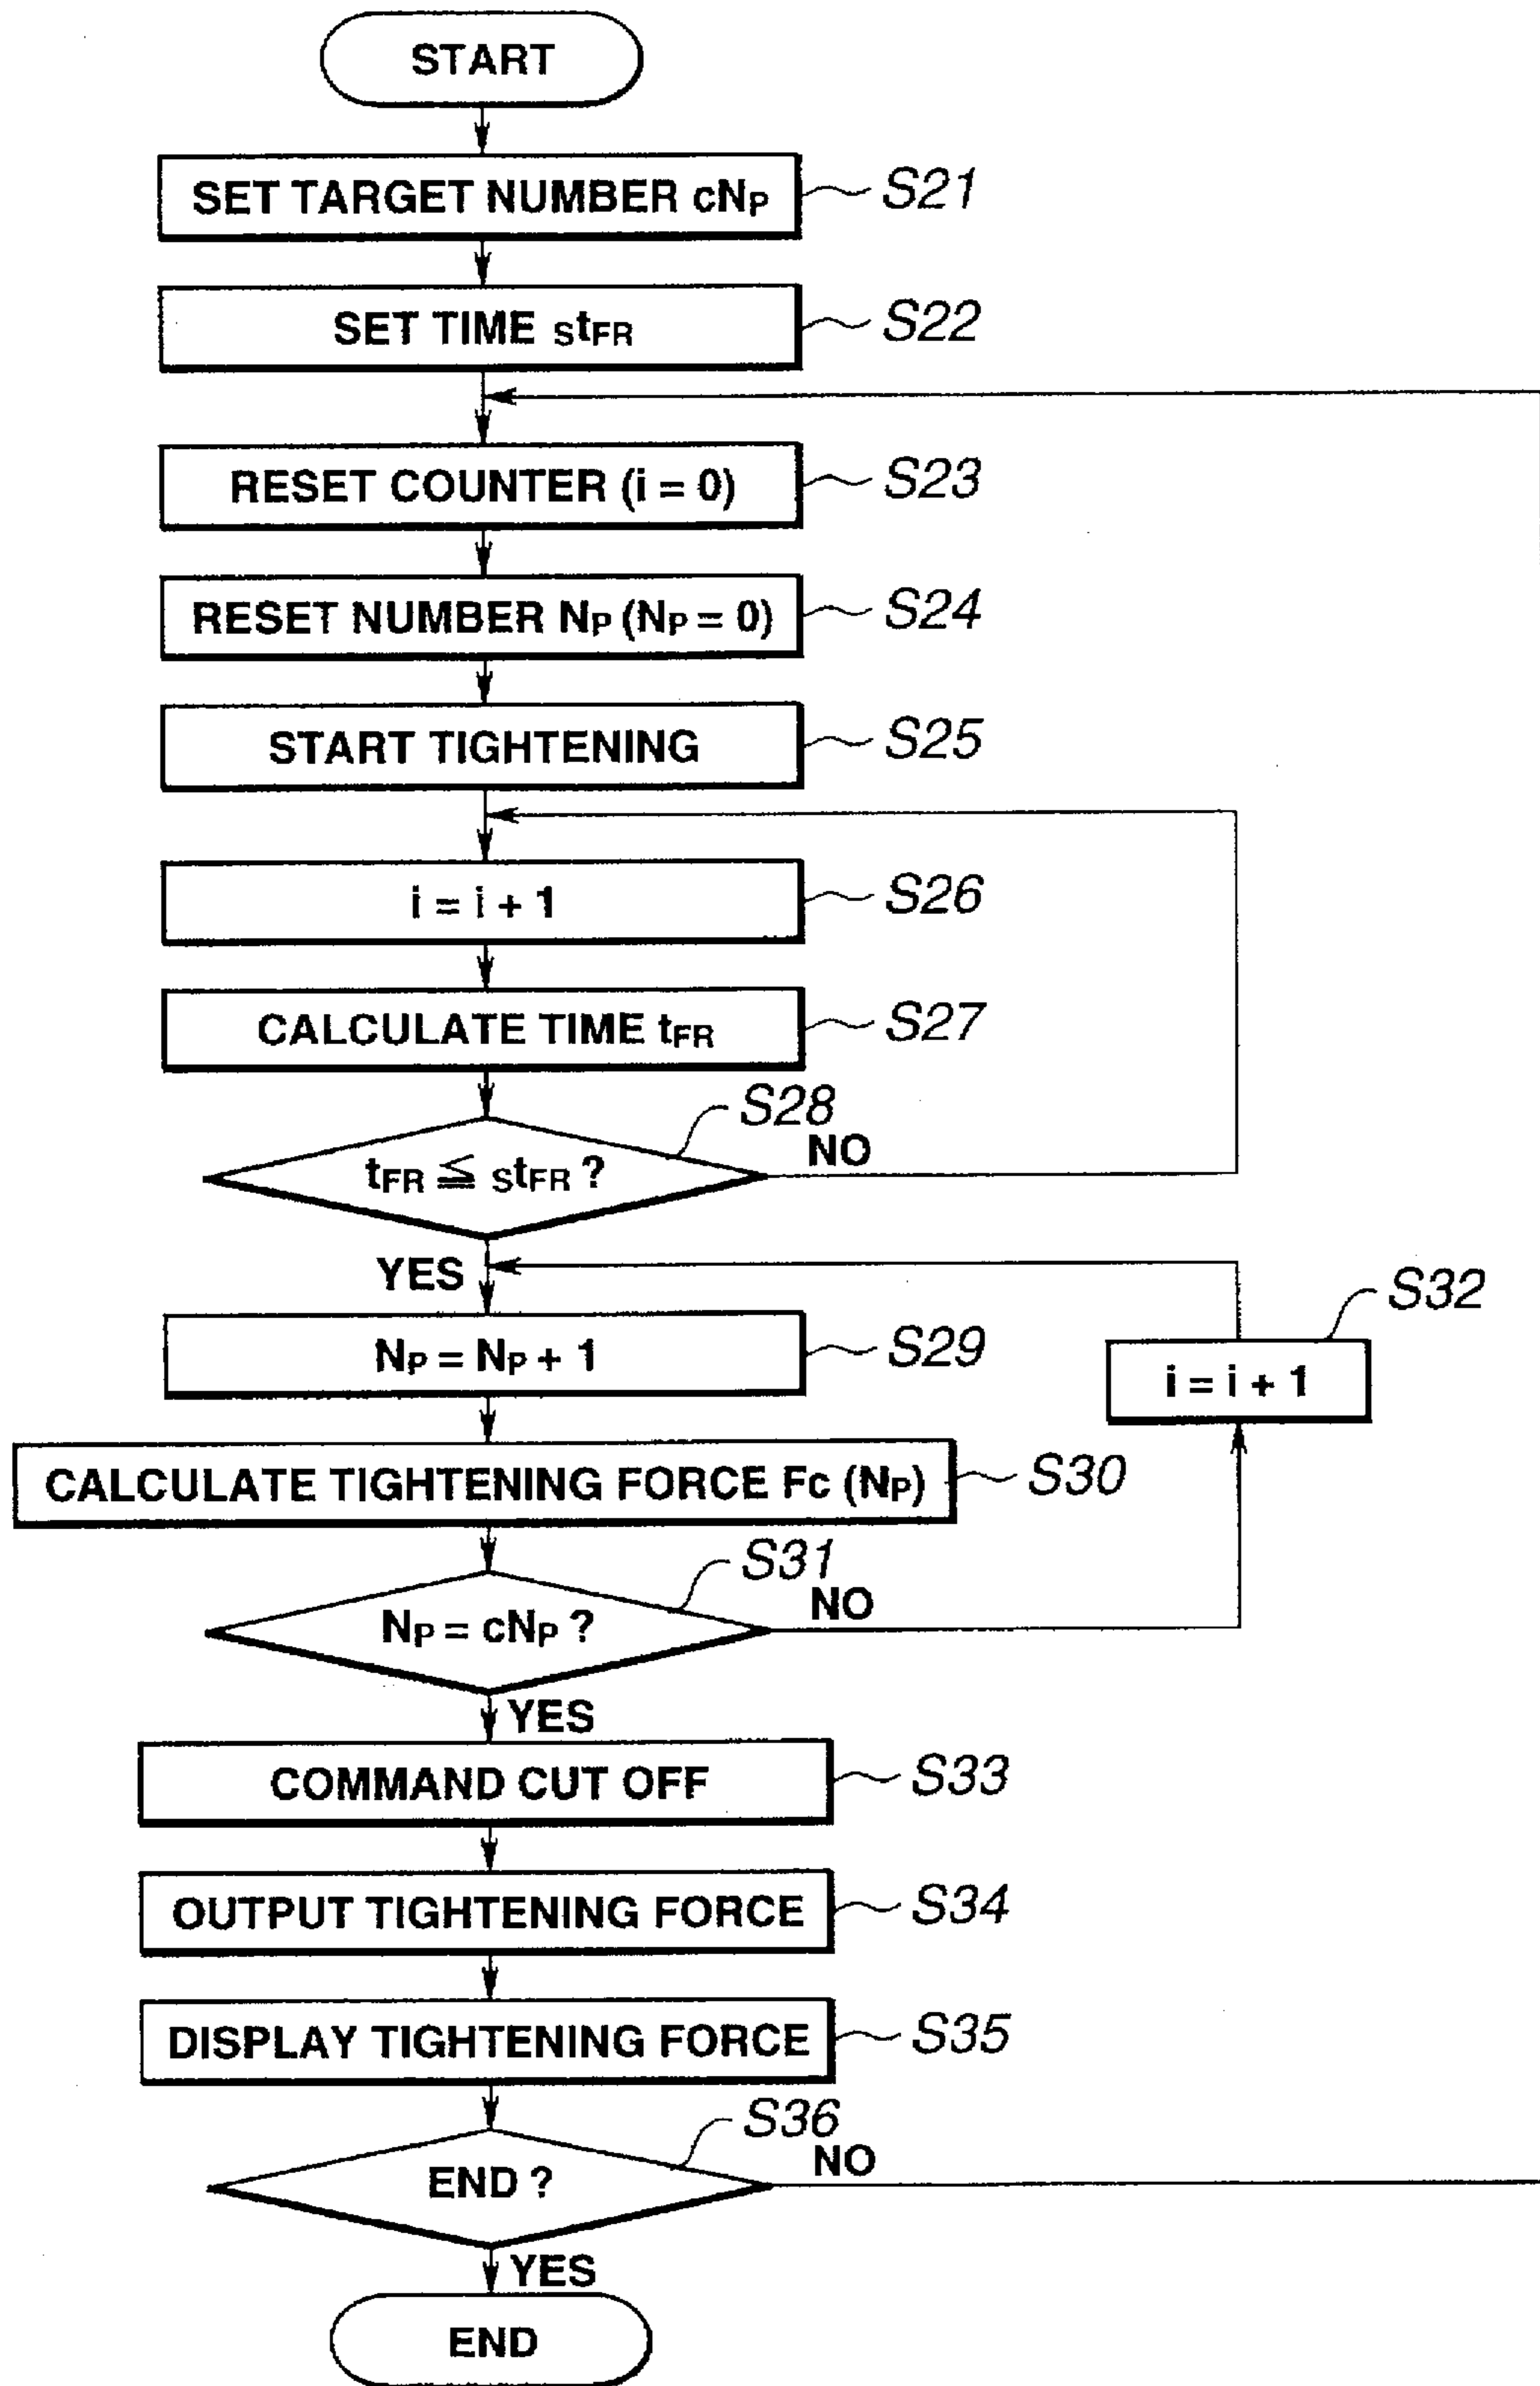 START
SET TARGET NUMBER cNP
S21
SET TIME StFR
S22
RESET COUNTER (i = 0)
S23
RESET NUMBER NP (NP = 0)
S24
START TIGHTENING
S25
i = i + 1
S26
CALCULATE TIME tFR
S27
S28
tFR ≦ StFR ?
NO
YES
NP = NP + 1
S29
S32
i = i + 1
CALCULATE TIGHTENING FORCE Fc (NP)
S30
S31
NP = cNP ?
NO
YES
COMMAND CUT OFF
S33
OUTPUT TIGHTENING FORCE
S34
DISPLAY TIGHTENING FORCE
S35
S36
END ?
NO
YES
END